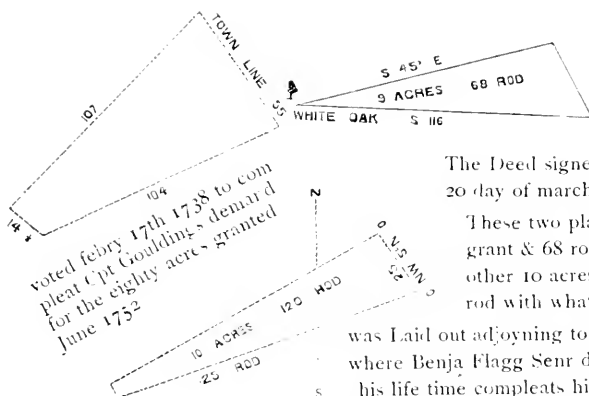 TOWN LINE 55
107
104
14
S 45' E
9 ACRES 68 ROD
WHITE OAK S 116
voted febry 17th 1738 to com
pleat Cpt Gouldings demand
for the eighty acres granted
June 1732
The Deed signe
20 day of march
These two pla
grant & 68 ro
other 10 acres
rod with what
was Laid out adjoyning to
where Benja Flagg Senr d
his life time compleats hi
N
10 ACRES 120 ROD
25 ROD
S